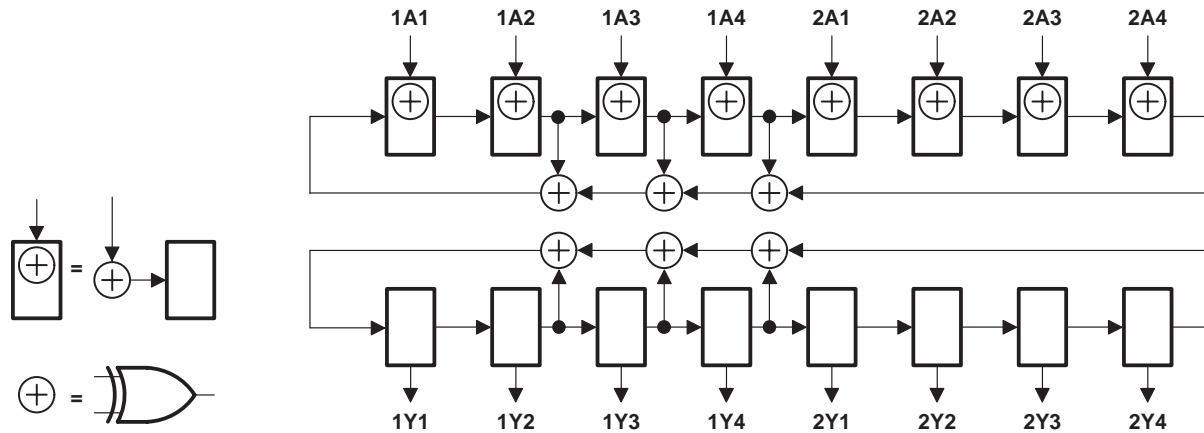 1A1 1A2 1A3 1A4 2A1 2A2 2A3 2A4
=
=
1Y1 1Y2 1Y3 1Y4 2Y1 2Y2 2Y3 2Y4